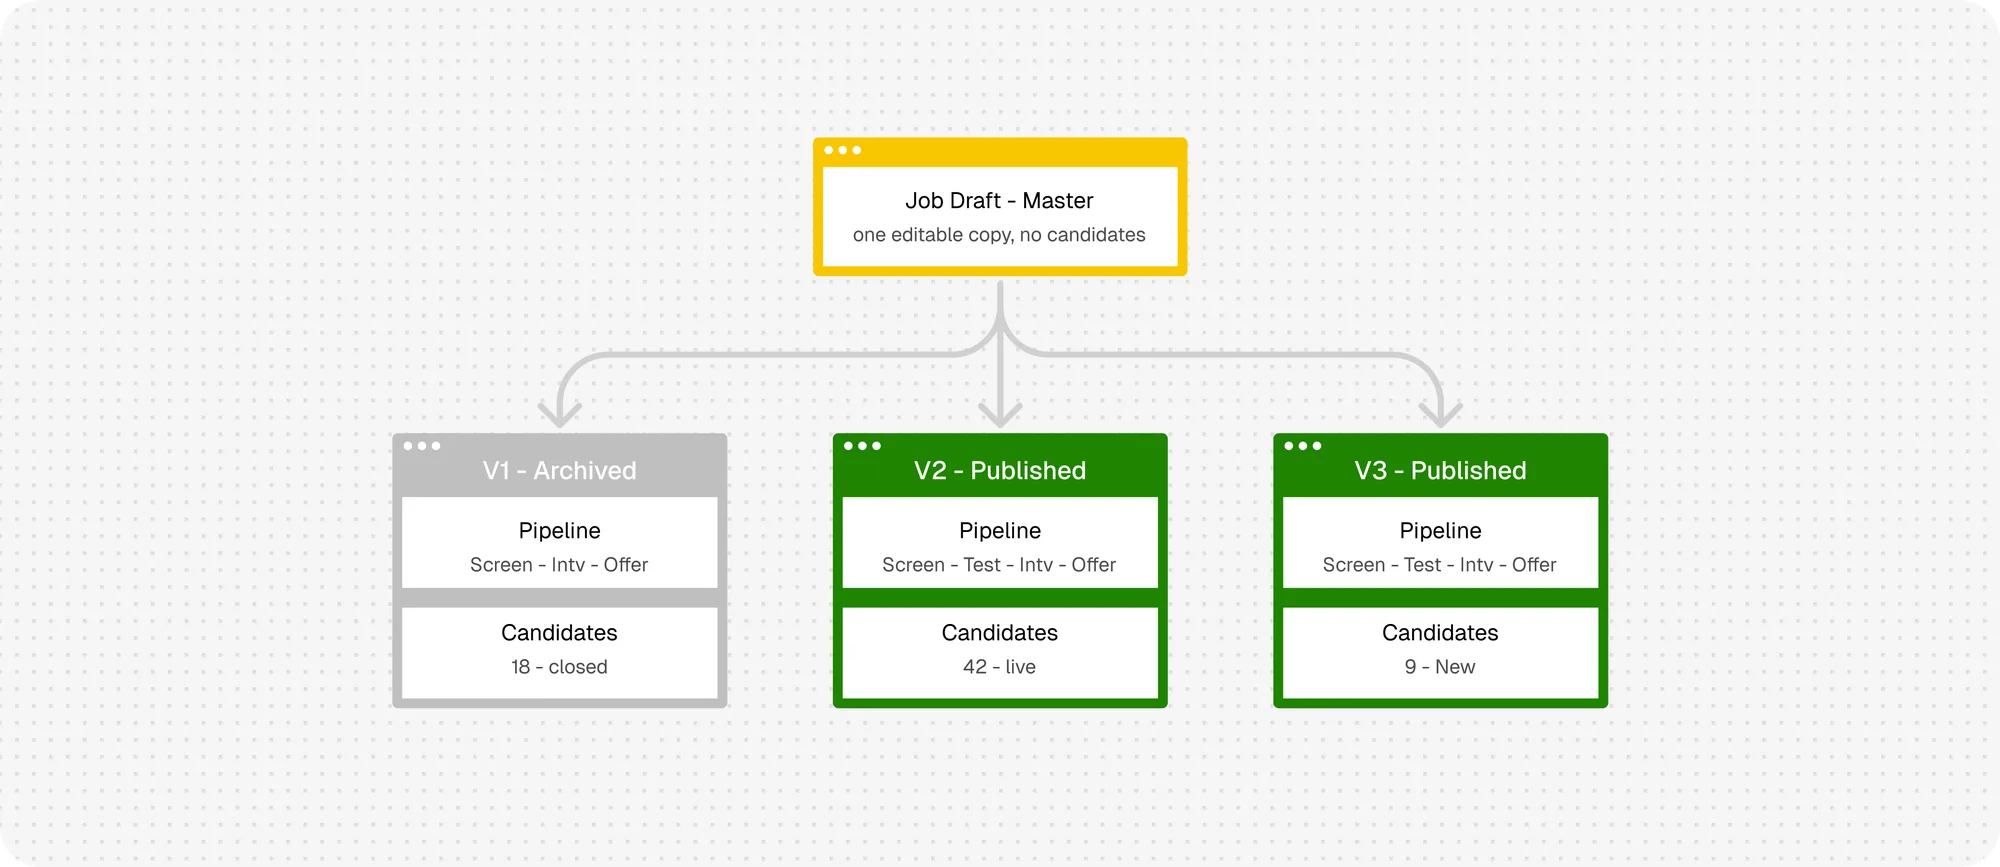 Job Draft - Master
one editable copy, no candidates
V1 - Archived
Pipeline
Screen - Intv - Offer
Candidates
18 - closed
V2 - Published
Pipeline
Screen - Test - Intv - Offer
Candidates
42 - live
V3 - Published
Pipeline
Screen - Test - Intv - Offer
Candidates
9 - New